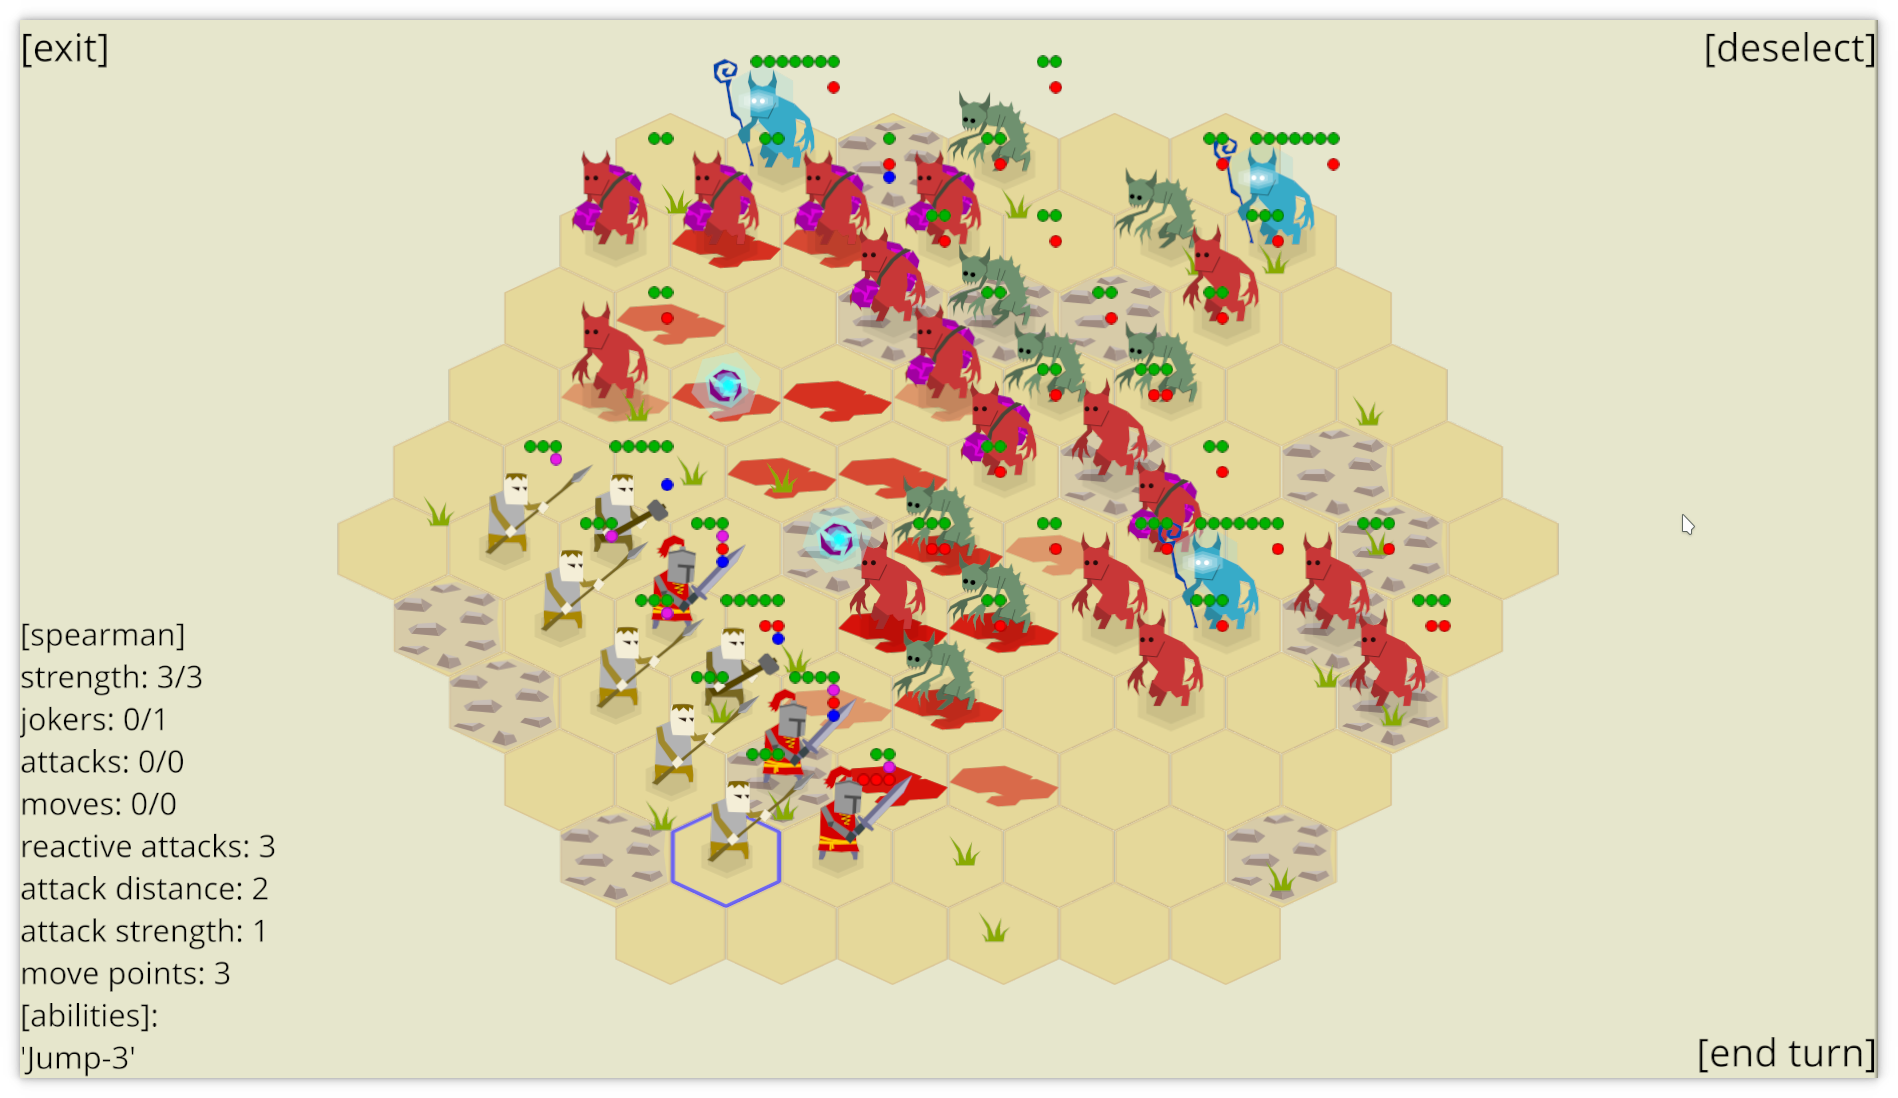 [exit]
[deselect]
[spearman]
strength: 3/3
jokers: 0/1
attacks: 0/0
moves: 0/0
reactive attacks: 3
attack distance: 2
attack strength: 1
move points: 3
[abilities]:
'Jump-3'
[end turn]